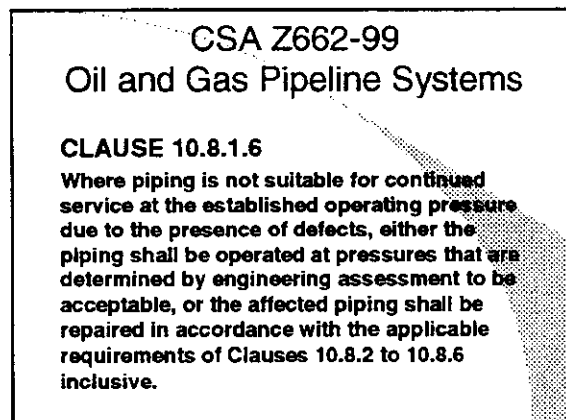 CSA Z662-99
Oil and Gas Pipeline Systems
CLAUSE 10.8.1.6
Where piping is not suitable for continued
service at the established operating pressure
due to the presence of defects, either the
piping shall be operated at pressures that are
determined by engineering assessment to be
acceptable, or the affected piping shall be
repaired in accordance with the applicable
requirements of Clauses 10.8.2 to 10.8.6
inclusive.